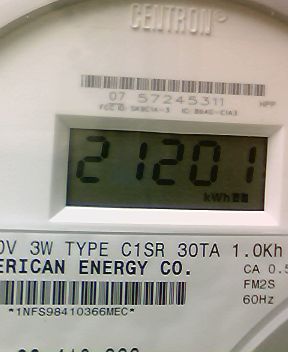 CENTRON®
07 57245311
HPP
21201
kWh
0V 3W TYPE C1SR 30TA 1.0Kh
ERICAN ENERGY CO.
CA 0.5
FM2S
60Hz
*1NFS98410366MEC*